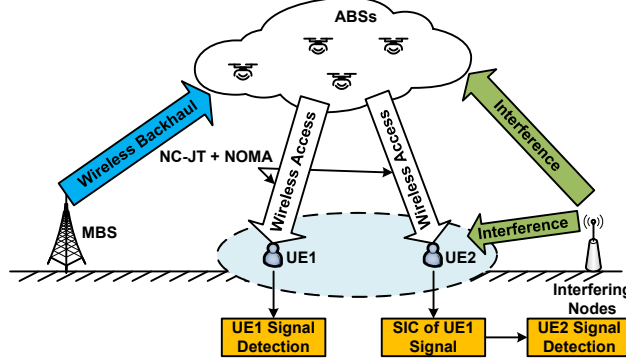 ABSs
Wireless Backhaul
NC-JT + NOMA
Wireless Access
Wireless Access
Interference
Interference
MBS
UE1
UE2
Interfering
Nodes
UE1 Signal
Detection
SIC of UE1
Signal
UE2 Signal
Detection